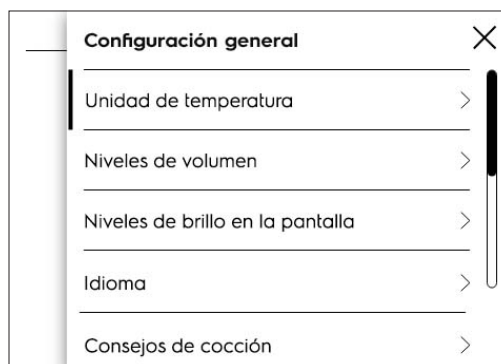 Configuración general
Unidad de temperatura
Niveles de volumen
Niveles de brillo en la pantalla
Idioma
Consejos de cocción